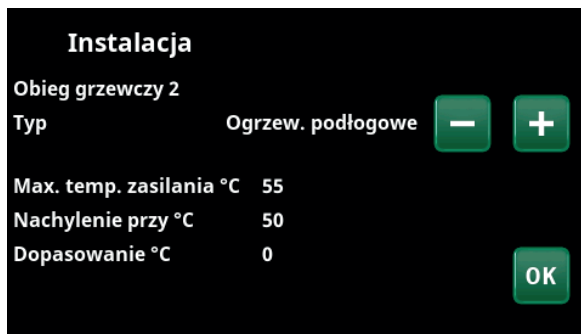 Instalacja
Obieg grzewczy 2
Typ Ogrzew. podłogowe − +
Max. temp. zasilania °C 55
Nachylenie przy °C 50
Dopasowanie °C 0
OK